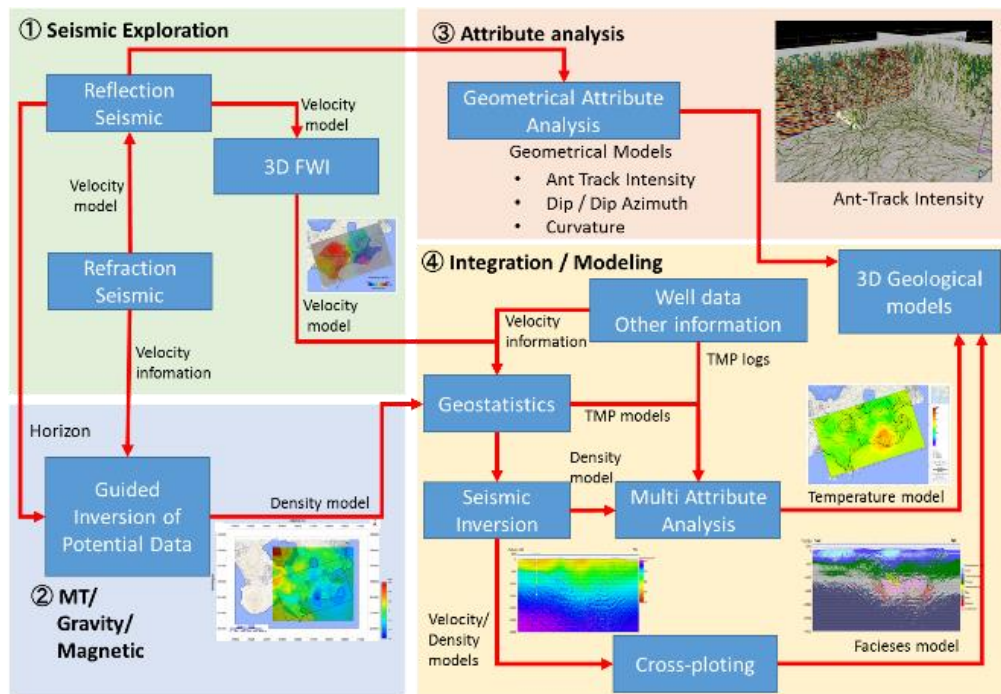 ① Seismic Exploration
Reflection
Seismic
Velocity
model
3D FWI
Velocity
model
Refraction
Seismic
Velocity
model
Velocity
infomation
Horizon
Guided
Inversion of
Potential Data
Density model
② MT/
Gravity/
Magnetic
③ Attribute analysis
Geometrical Attribute
Analysis
Geometrical Models
• Ant Track Intensity
• Dip / Dip Azimuth
• Curvature
Ant-Track Intensity
④ Integration / Modeling
Well data
Other information
3D Geological
models
Velocity
information
TMP logs
Geostatistics
TMP models
Density
model
Seismic
Inversion
Multi Attribute
Analysis
Temperature model
Velocity/
Density
models
Cross-ploting
Facieses model